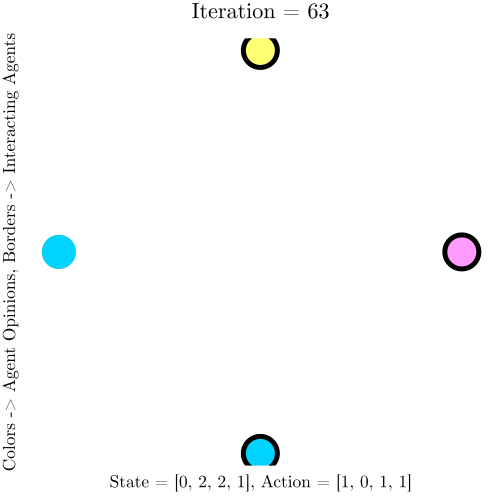 Iteration = 63
Colors -> Agent Opinions, Borders -> Interacting Agents
State = [0, 2, 2, 1], Action = [1, 0, 1, 1]